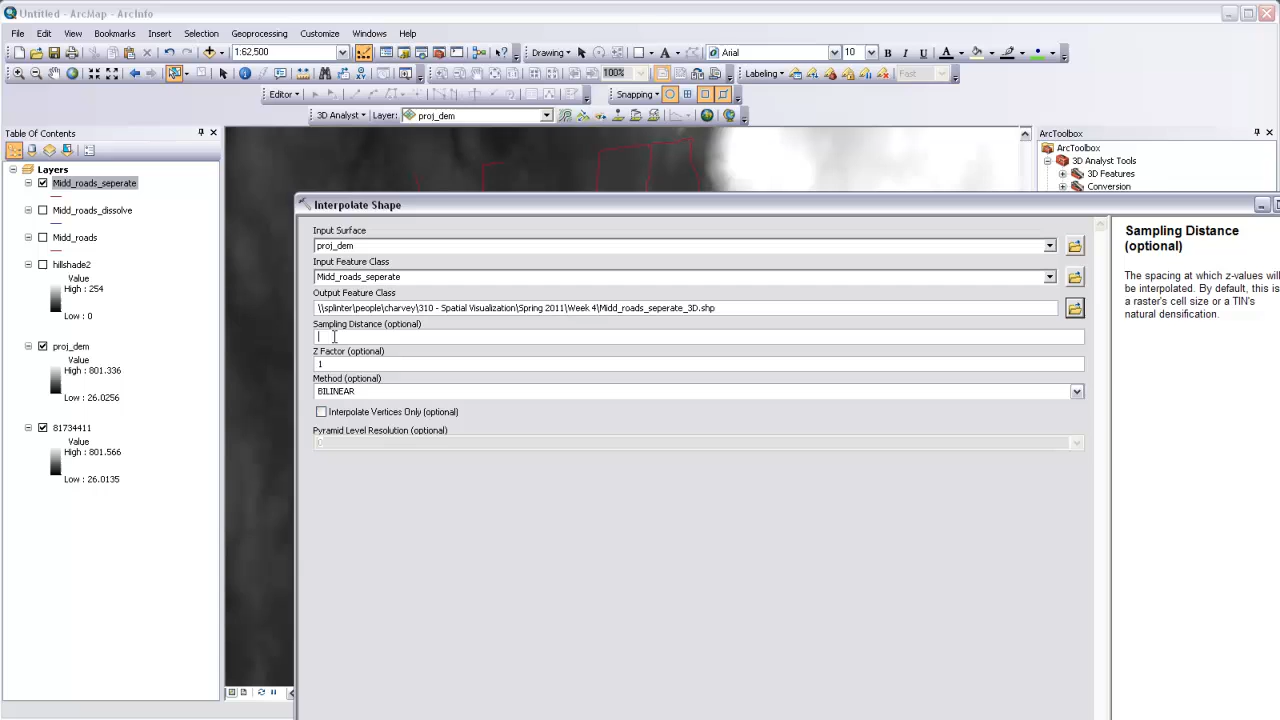 Untitled - ArcMap - ArcInfo
File Edit View Bookmarks Insert Selection Geoprocessing Customize Windows Help
1:62,500 Drawing Arial 10 B I U A
100% Labeling Fast
Editor Snapping
3D Analyst Layer: proj_dem
Table Of Contents
ArcToolbox
Layers
Midd_roads_seperate
Midd_roads_dissolve
Midd_roads
hillshade2
Value
High : 254
Low : 0
proj_dem
Value
High : 801.336
Low : 26.0256
81734411
Value
High : 801.566
Low : 26.0135
ArcToolbox
3D Analyst Tools
3D Features
Conversion
Interpolate Shape
Input Surface
proj_dem
Input Feature Class
Midd_roads_seperate
Output Feature Class
\\splinter\people\charvey\310 - Spatial Visualization\Spring 2011\Week 4\Midd_roads_seperate_3D.shp
Sampling Distance (optional)
Z Factor (optional)
1
Method (optional)
BILINEAR
Interpolate Vertices Only (optional)
Pyramid Level Resolution (optional)
0
Sampling Distance
(optional)
The spacing at which z-values will
be interpolated. By default, this is
a raster's cell size or a TIN's
natural densification.